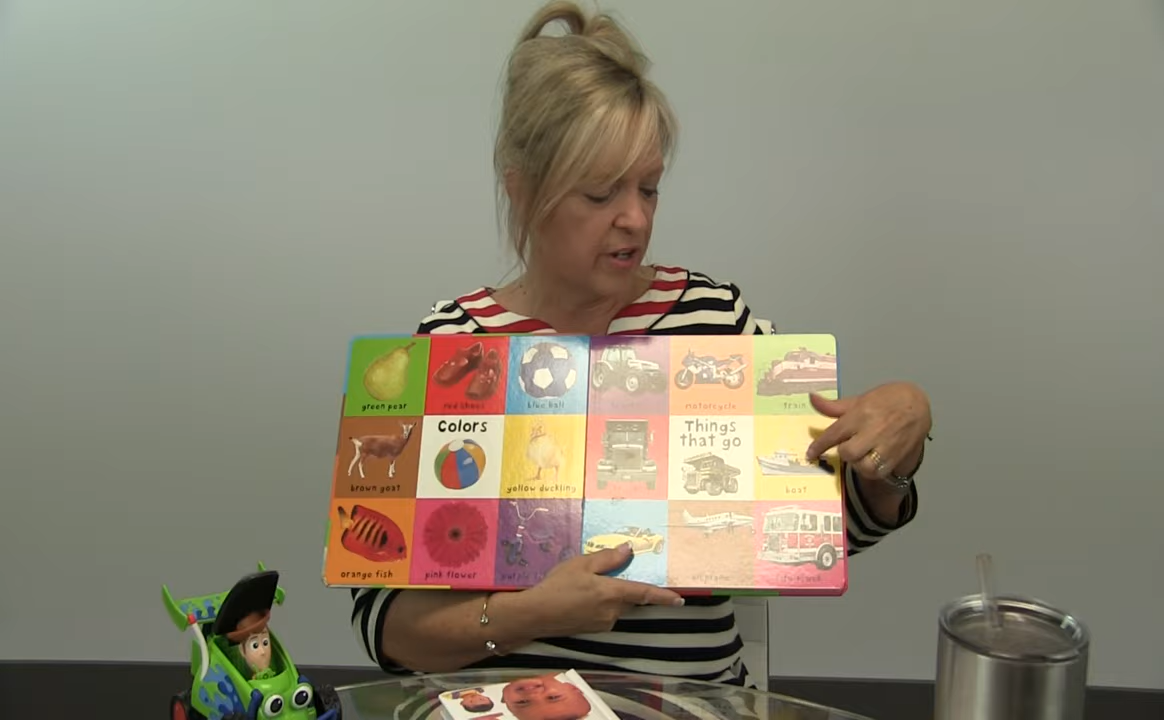 green pear
red shoes
blue ball
motorcycle
train
brown goat
Colors
yellow duckling
Things
that go
boat
orange fish
pink flower
purple
airplane